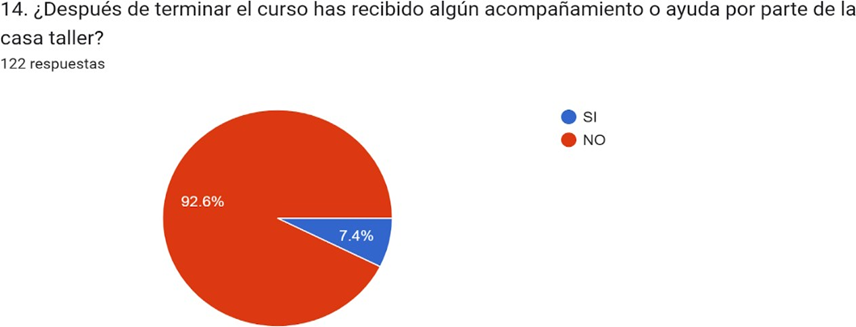 14. ¿Después de terminar el curso has recibido algún acompañamiento o ayuda por parte de la
casa taller?
122 respuestas
SI
NO
92.6%
7.4%